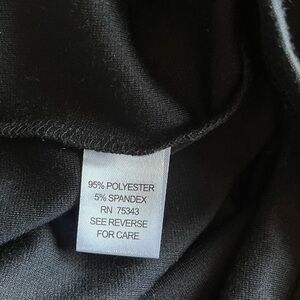 95% POLYESTER
5% SPANDEX
RN 75343
SEE REVERSE
FOR CARE